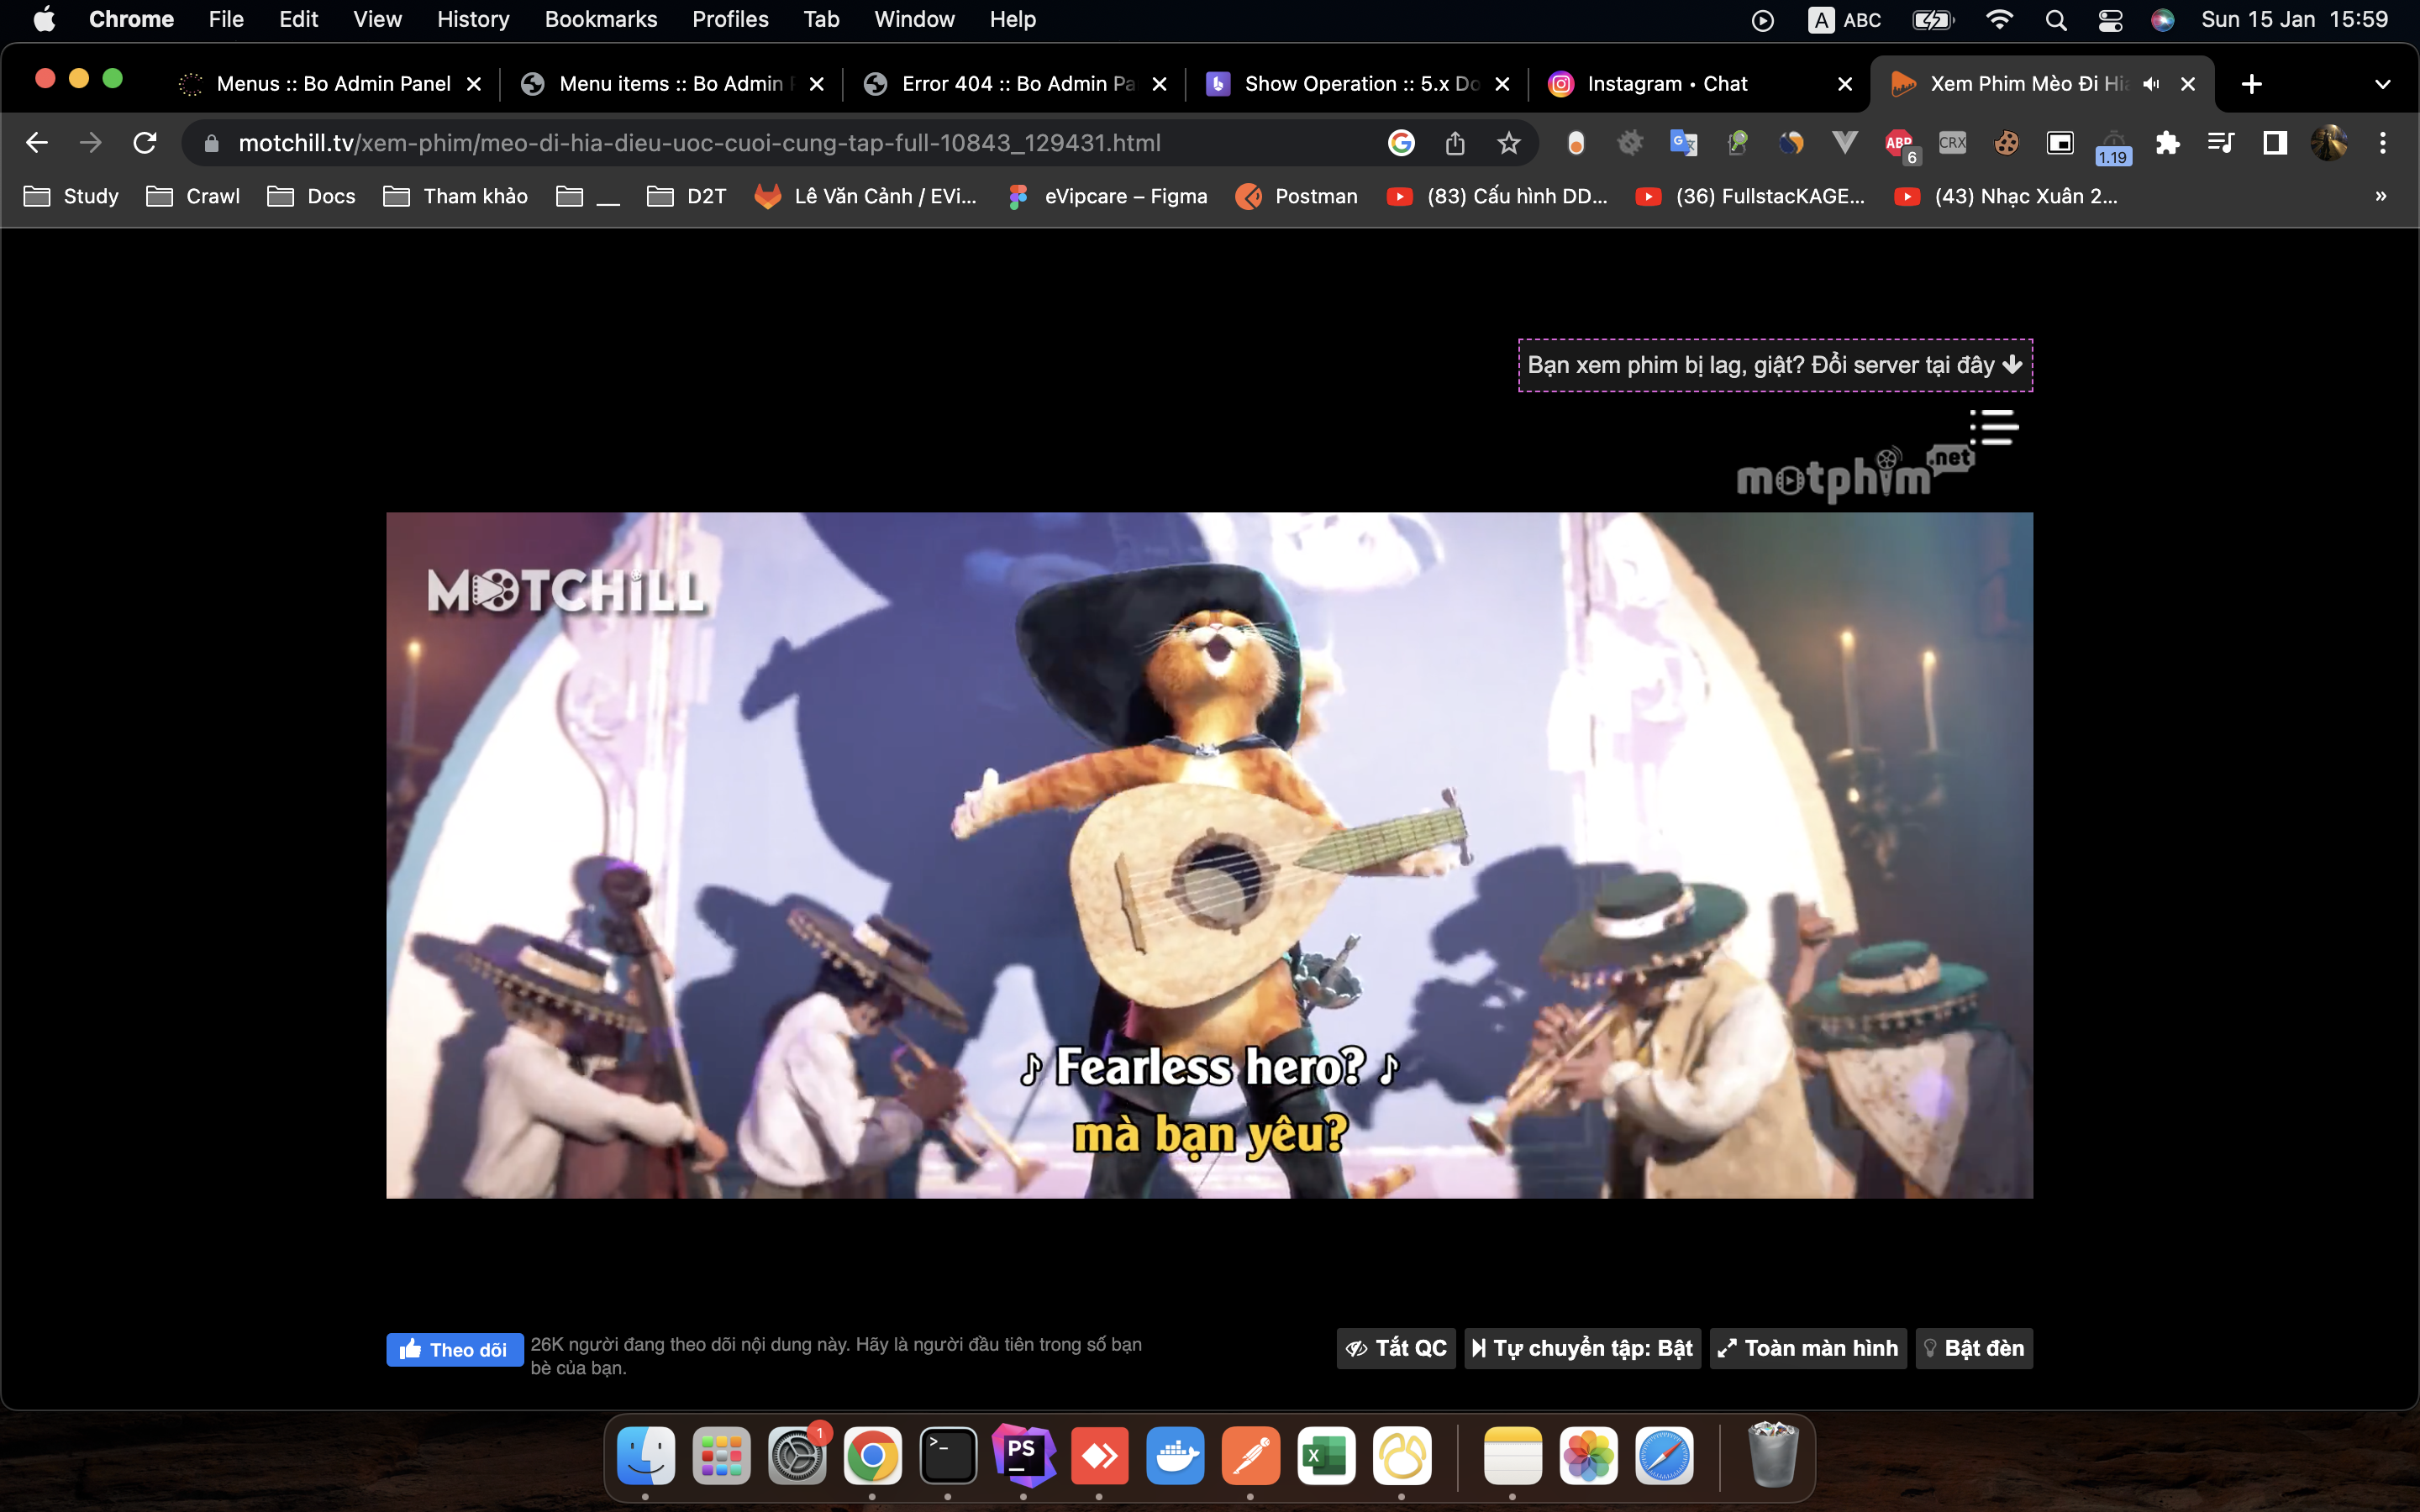 Chrome File Edit View History Bookmarks Profiles Tab Window Help A ABC Sun 15 Jan 15:59
Menus :: Bo Admin Panel Menu items :: Bo Admin Error 404 :: Bo Admin Pa Show Operation :: 5.x Do Instagram • Chat Xem Phim Mèo Đi Hia
motchill.tv/xem-phim/meo-di-hia-dieu-uoc-cuoi-cung-tap-full-10843_129431.html ABP 6 CRX 1.19
Study Crawl Docs Tham khảo __ D2T Lê Văn Cảnh / EVi... eVipcare – Figma Postman (83) Cấu hình DD... (36) FullstacKAGE... (43) Nhạc Xuân 2... »
Bạn xem phim bị lag, giật? Đổi server tại đây
motphim.net
MOTCHILL
♪ Fearless hero? ♪
mà bạn yêu?
Theo dõi 26K người đang theo dõi nội dung này. Hãy là người đầu tiên trong số bạn
bè của bạn.
Tắt QC Tự chuyển tập: Bật Toàn màn hình Bật đèn
1
>_ PS X